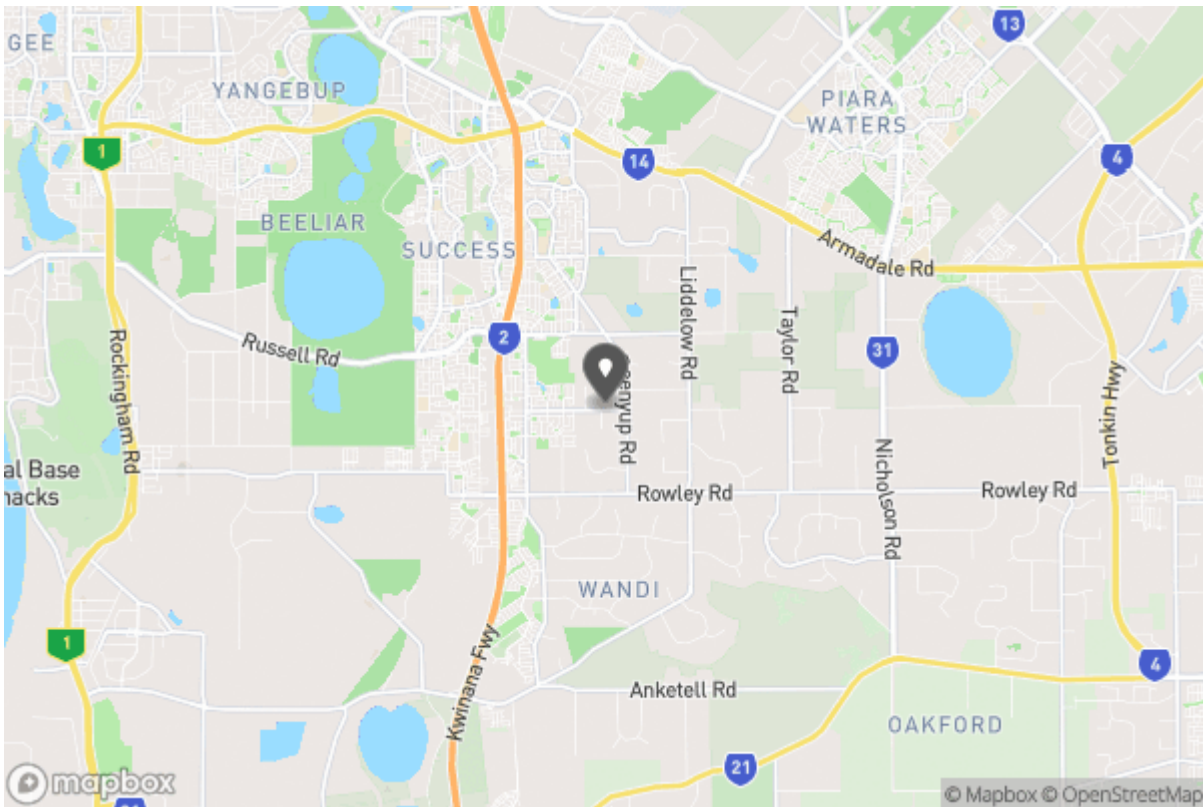 GEE
YANGEBUP
1
BEELIAR
SUCCESS
14
13
PIARA
WATERS
4
Armadale Rd
Liddelow Rd
Taylor Rd
31
2
Russell Rd
Rockingham Rd
Tonkin Hwy
enyup Rd
Nicholson Rd
al Base
Rowley Rd
Rowley Rd
WANDI
1
Kwinana Fwy
Anketell Rd
4
OAKFORD
21
mapbox
© Mapbox © OpenStreetMap